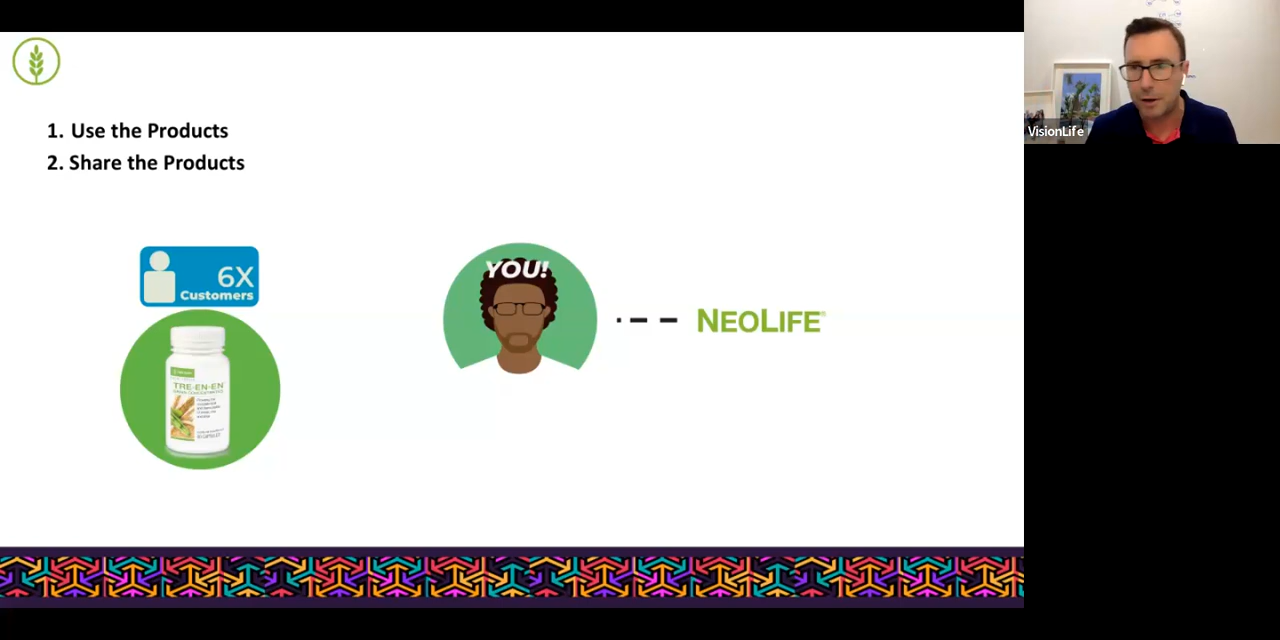 1. Use the Products
2. Share the Products
6X
Customers
TRE-EN-EN
YOU!
NEOLIFE
VisionLife